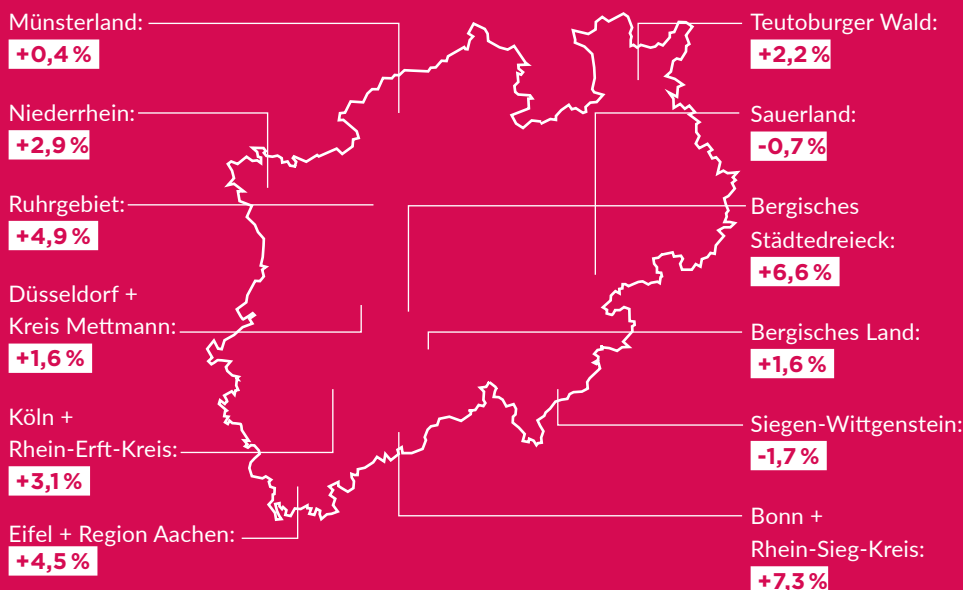 Münsterland:
+0,4 %
Niederrhein:
+2,9 %
Ruhrgebiet:
+4,9 %
Düsseldorf +
Kreis Mettmann:
+1,6 %
Köln +
Rhein-Erft-Kreis:
+3,1 %
Eifel + Region Aachen:
+4,5 %
Teutoburger Wald:
+2,2 %
Sauerland:
-0,7 %
Bergisches
Städtedreieck:
+6,6 %
Bergisches Land:
+1,6 %
Siegen-Wittgenstein:
-1,7 %
Bonn +
Rhein-Sieg-Kreis:
+7,3 %